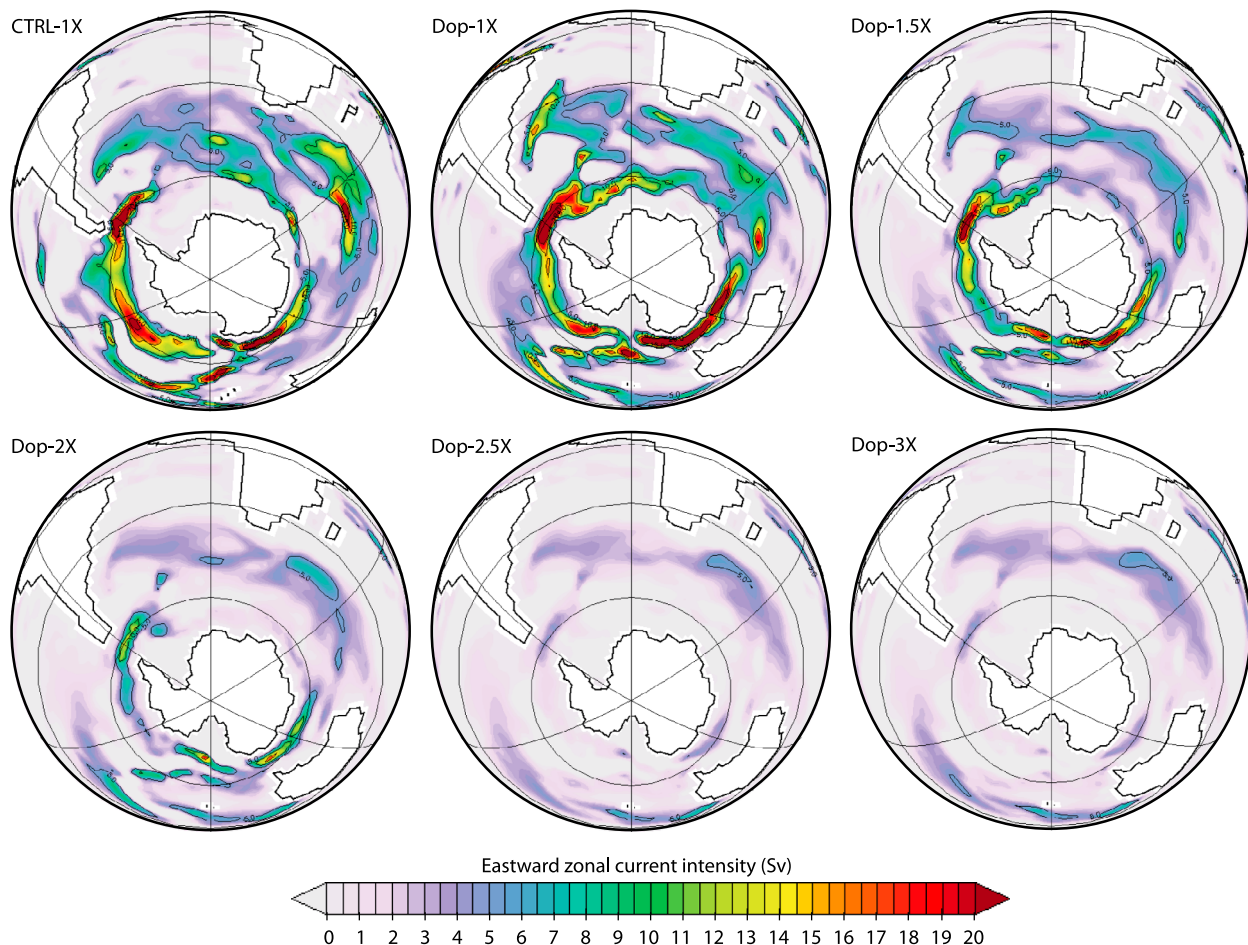 CTRL-1X
Dop-1X
Dop-1.5X
Dop-2X
Dop-2.5X
Dop-3X
Eastward zonal current intensity (Sv)
0 1 2 3 4 5 6 7 8 9 10 11 12 13 14 15 16 17 18 19 20